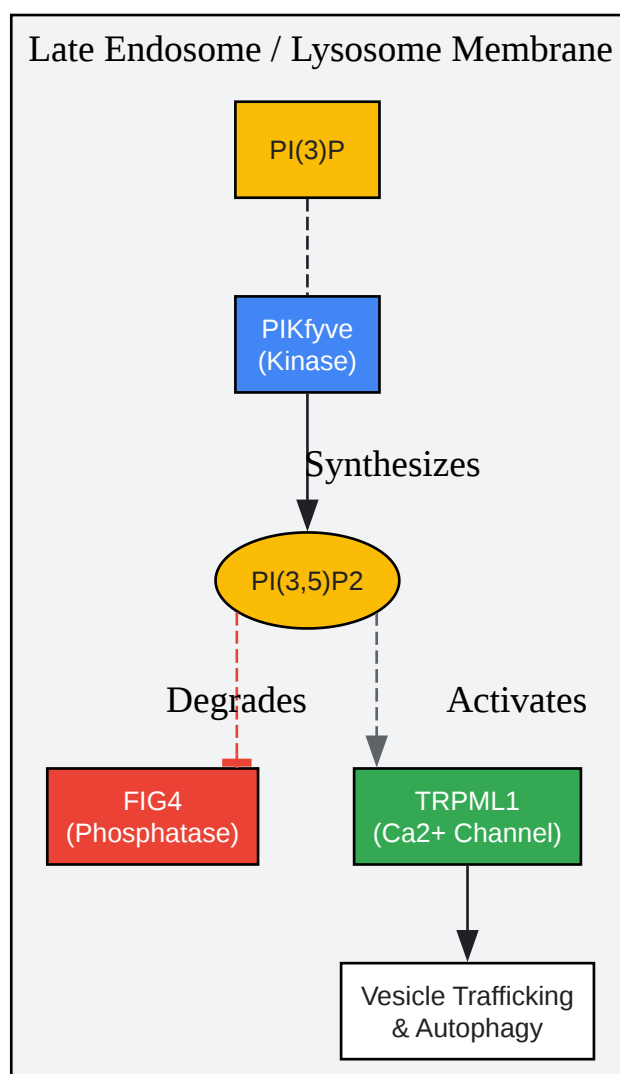 Late Endosome / Lysosome Membrane
PI(3)P
PIKfyve
(Kinase)
Synthesizes
PI(3,5)P2
Degrades
Activates
FIG4
(Phosphatase)
TRPML1
(Ca2+ Channel)
Vesicle Trafficking
& Autophagy